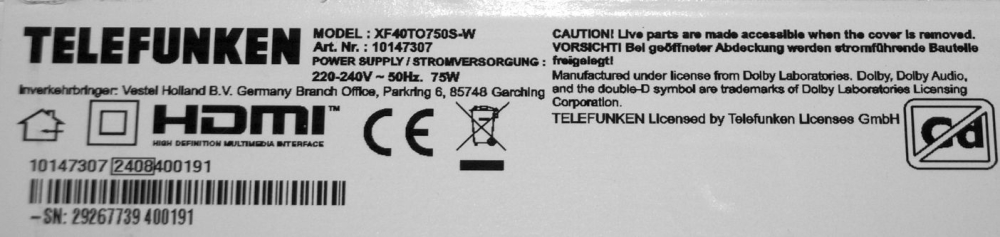 TELEFUNKEN
MODEL : XF40TO750S-W
Art. Nr. : 10147307
POWER SUPPLY / STROMVERSORGUNG :
220-240V ~ 50Hz. 75W
Inverkehrbringer: Vestel Holland B.V. Germany Branch Office, Parkring 6, 85748 Garching
HDMI™
HIGH DEFINITION MULTIMEDIA INTERFACE
CE
10147307 2408400191
-SN: 29267739 400191
CAUTION! Live parts are made accessible when the cover is removed.
VORSICHT! Bei geöffneter Abdeckung werden stromführende Bauteile
freigelegt!
Manufactured under license from Dolby Laboratories. Dolby, Dolby Audio,
and the double-D symbol are trademarks of Dolby Laboratories Licensing
Corporation.
TELEFUNKEN Licensed by Telefunken Licenses GmbH
Cd